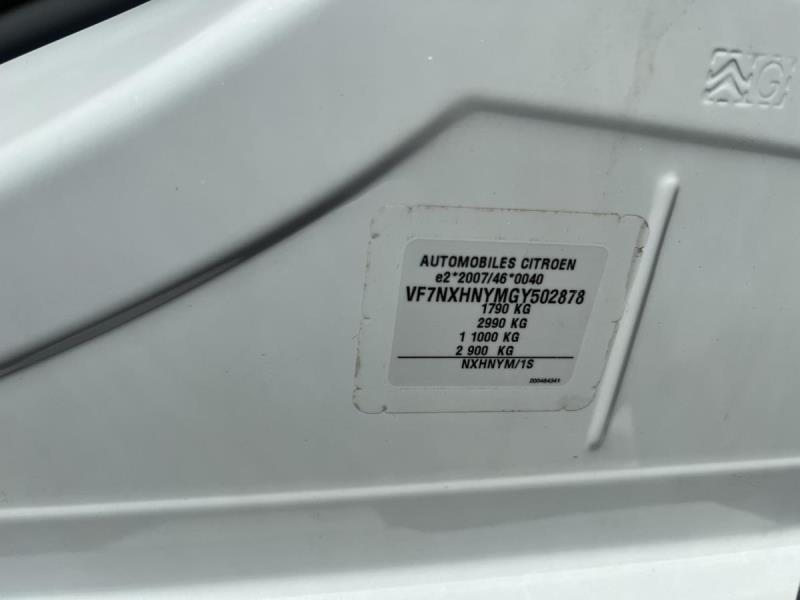 G
AUTOMOBILES CITROEN
e2*2007/46*0040
VF7NXHNYMGY502878
1790 KG
2990 KG
1 1000 KG
2 900 KG
NXHNYM/1S
200484341